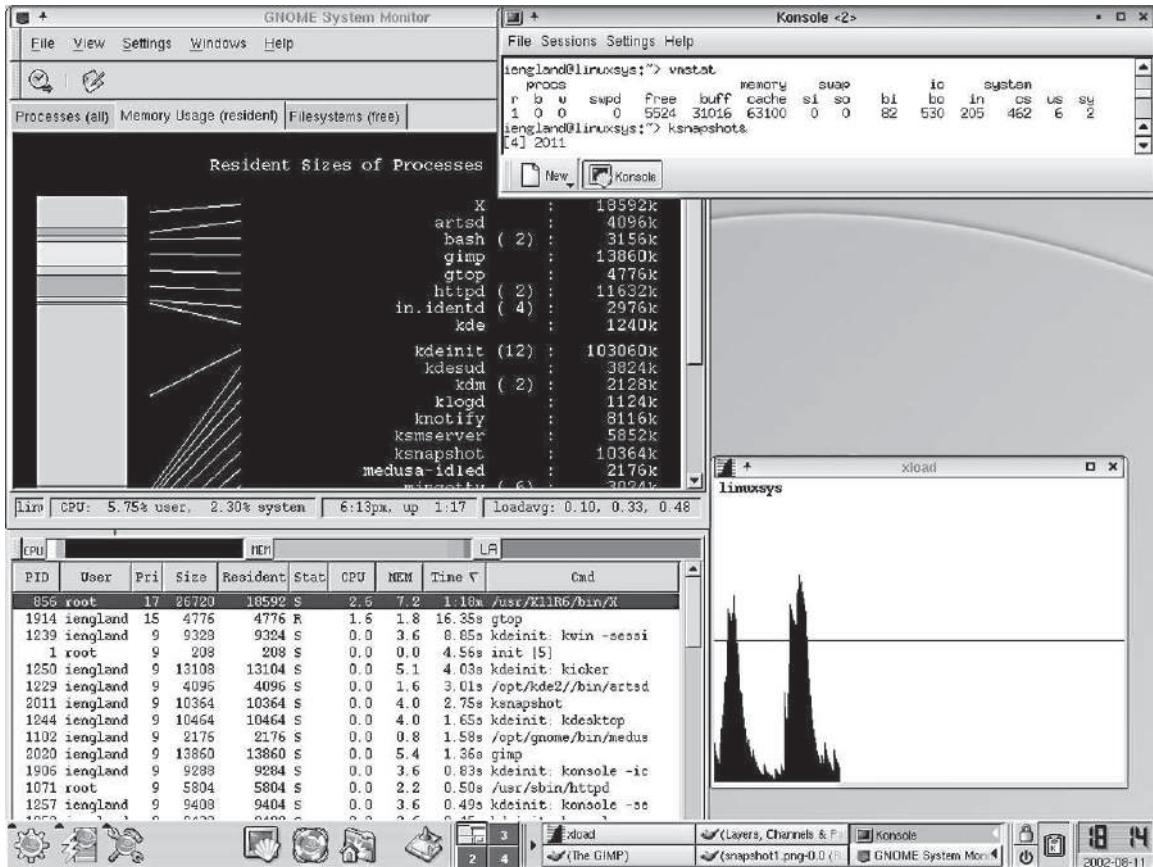 GNOME System Monitor
File View Settings Windows Help
Processes (all) Memory Usage (resident) Filesystems (free)
Resident Sizes of Processes
X : 18592k
artsd : 4096k
bash ( 2) : 3156k
gimp : 13860k
gtop : 4776k
httpd ( 2) : 11632k
in.identd ( 4) : 2976k
kde : 1240k
kdeinit (12) : 103060k
kdesud : 3824k
kdm ( 2) : 2128k
klogd : 1124k
knotify : 8116k
ksmserver : 5852k
ksnapshot : 10364k
medusa-idled : 2176k
mingetty ( 6) : 3024k
CPU: 5.75% user, 2.30% system 6:13pm, up 1:17 loadavg: 0.10, 0.33, 0.48
Konsole <2>
File Sessions Settings Help
iengland@linuxsys:~> vmstat
procs memory swap io system
r b w swpd free buff cache si so bi bo in cs us sy
1 0 0 0 5524 31016 63100 0 0 82 530 205 462 6 2
iengland@linuxsys:~> ksnapshot&
[4] 2011
New Konsole
CPU MEM LA
PID User Pri Size Resident Stat CPU MEM Time Cmd
856 root 17 26720 18592 S 2.6 7.2 1:18m /usr/X11R6/bin/X
1914 iengland 15 4776 4776 R 1.6 1.8 16.35s gtop
1239 iengland 9 9328 9324 S 0.0 3.6 8.85s kdeinit: kwin -sessi
1 root 9 208 208 S 0.0 0.0 4.56s init [5]
1250 iengland 9 13108 13104 S 0.0 5.1 4.03s kdeinit: kicker
1229 iengland 9 4096 4096 S 0.0 1.6 3.01s /opt/kde2//bin/artsd
2011 iengland 9 10364 10364 S 0.0 4.0 2.75s ksnapshot
1244 iengland 9 10464 10464 S 0.0 4.0 1.65s kdeinit: kdesktop
1102 iengland 9 2176 2176 S 0.0 0.8 1.58s /opt/gnome/bin/medus
2020 iengland 9 13860 13860 S 0.0 5.4 1.36s gimp
1906 iengland 9 9288 9284 S 0.0 3.6 0.83s kdeinit: konsole -ic
1071 root 9 5804 5804 S 0.0 2.2 0.50s /usr/sbin/httpd
1257 iengland 9 9408 9404 S 0.0 3.6 0.49s kdeinit: konsole -se
xload
linuxsys
3
2 4
xload (Layers, Channels & Konsole
(The GIMP) (snapshot1.png-0.0 GNOME System Monit
18 14
2002-08-11